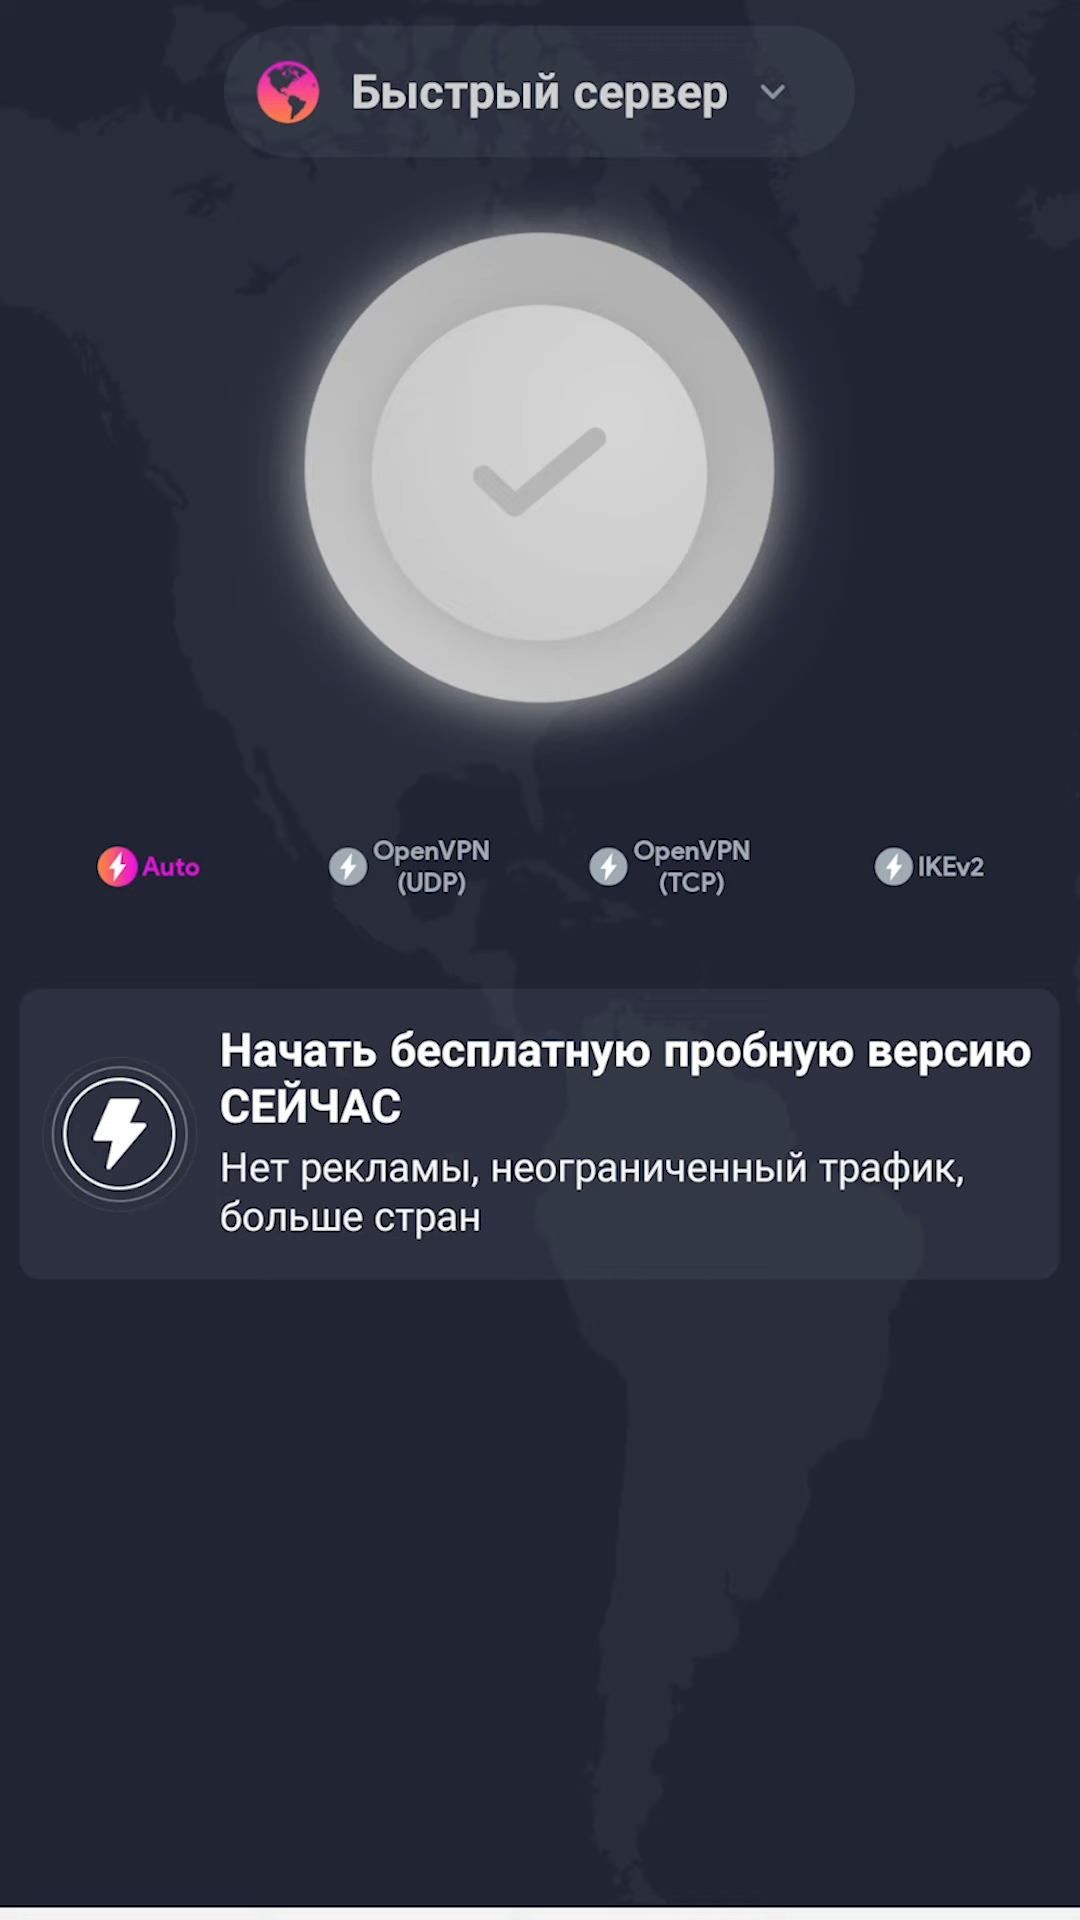 Быстрый сервер
Auto
OpenVPN
(UDP)
OpenVPN
(TCP)
IKEv2
Начать бесплатную пробную версию
СЕЙЧАС
Нет рекламы, неограниченный трафик,
больше стран